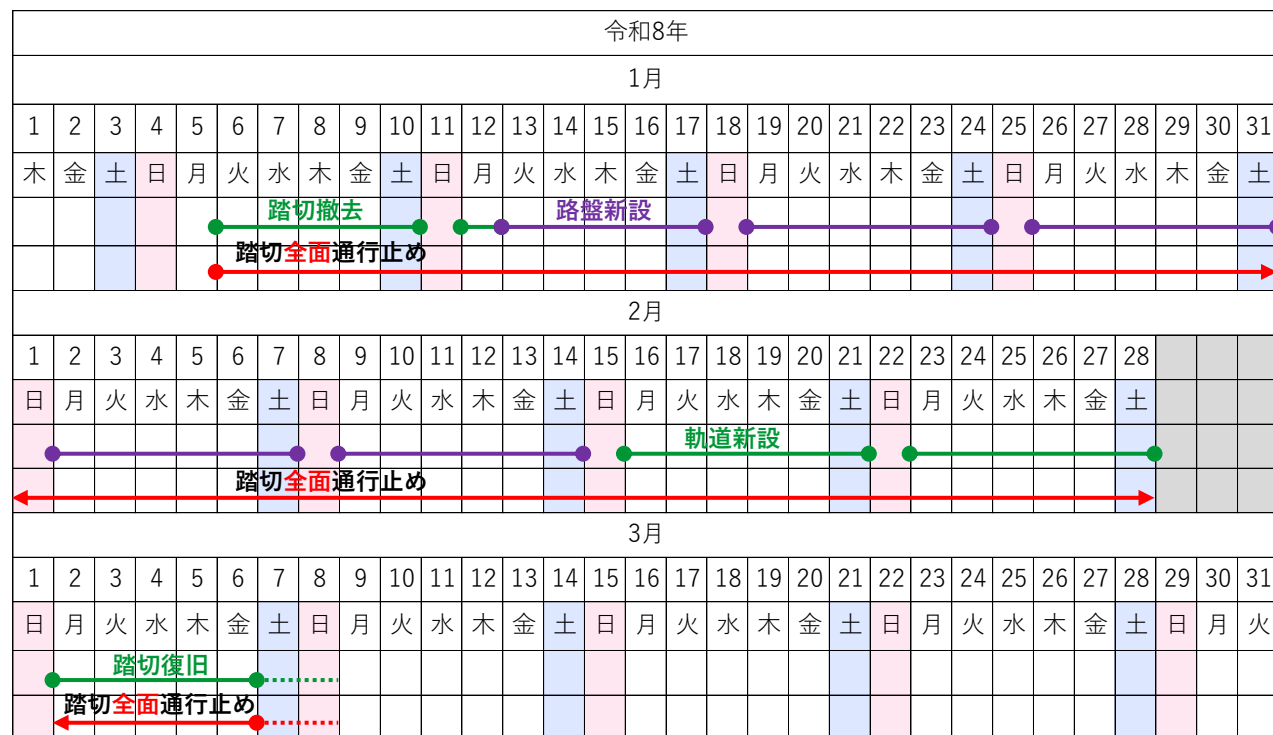 令和8年
1月
1 2 3 4 5 6 7 8 9 10 11 12 13 14 15 16 17 18 19 20 21 22 23 24 25 26 27 28 29 30 31
木 金 土 日 月 火 水 木 金 土 日 月 火 水 木 金 土 日 月 火 水 木 金 土 日 月 火 水 木 金 土
踏切撤去 路盤新設
踏切全面通行止め
2月
1 2 3 4 5 6 7 8 9 10 11 12 13 14 15 16 17 18 19 20 21 22 23 24 25 26 27 28
日 月 火 水 木 金 土 日 月 火 水 木 金 土 日 月 火 水 木 金 土 日 月 火 水 木 金 土
軌道新設
踏切全面通行止め
3月
1 2 3 4 5 6 7 8 9 10 11 12 13 14 15 16 17 18 19 20 21 22 23 24 25 26 27 28 29 30 31
日 月 火 水 木 金 土 日 月 火 水 木 金 土 日 月 火 水 木 金 土 日 月 火 水 木 金 土 日 月 火
踏切復旧
踏切全面通行止め